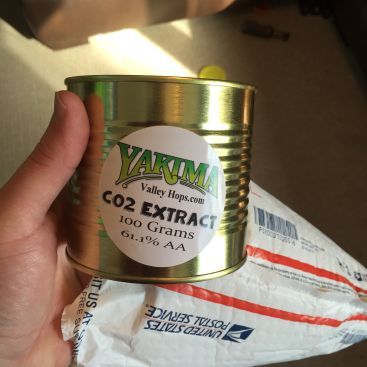 YAKIMA
Valley Hops.com
CO2 EXTRACT
100 Grams
61.1% AA
UNITED STATES
POSTAL SERVICE